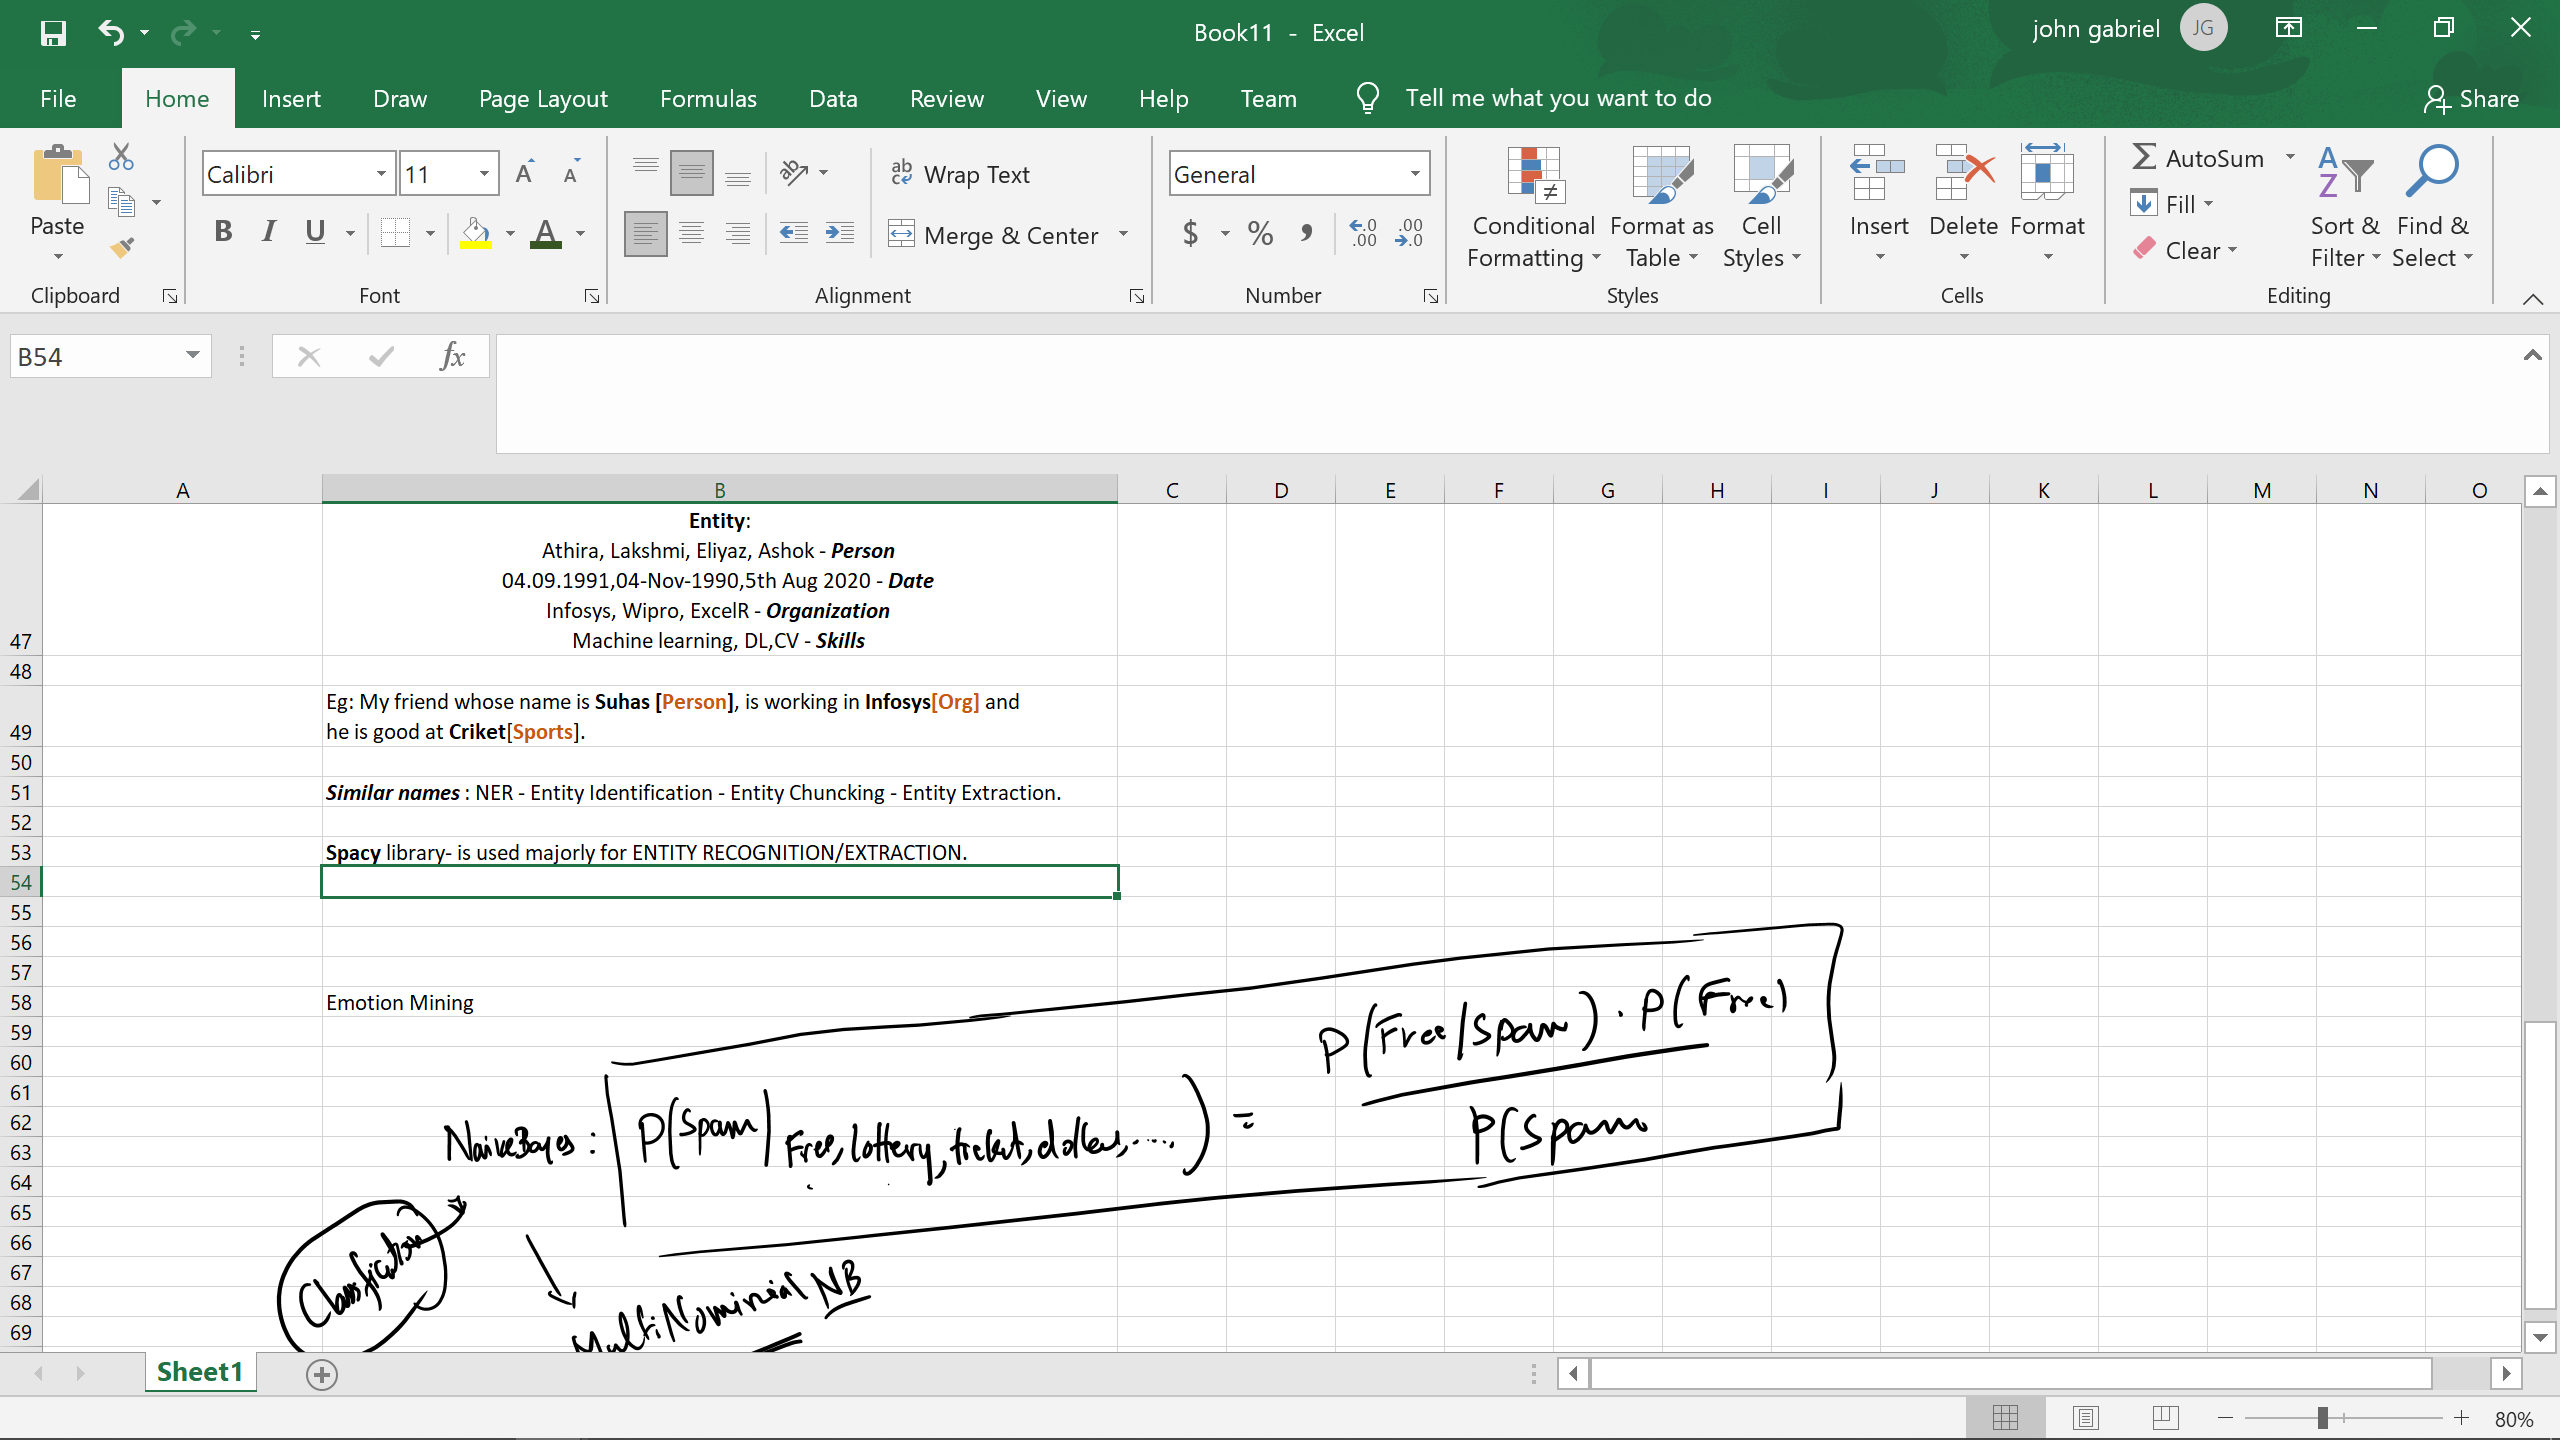 Book11 - Excel
john gabriel JG
File Home Insert Draw Page Layout Formulas Data Review View Help Team Tell me what you want to do Share
Paste
Calibri 11 A A
Wrap Text
General
Conditional Formatting
Format as Table
Cell Styles
Insert Delete Format
AutoSum
Fill
Clear
Sort & Filter
Find & Select
B I U A
Merge & Center
$ % , .0 .00 .00 .0
Clipboard Font Alignment Number Styles Cells Editing
B54 fx
A B C D E F G H I J K L M N O
47
Entity:
Athira, Lakshmi, Eliyaz, Ashok - Person
04.09.1991,04-Nov-1990,5th Aug 2020 - Date
Infosys, Wipro, ExcelR - Organization
Machine learning, DL,CV - Skills
48
49
Eg: My friend whose name is Suhas [Person], is working in Infosys[Org] and
he is good at Criket[Sports].
50
51 Similar names : NER - Entity Identification - Entity Chuncking - Entity Extraction.
52
53 Spacy library- is used majorly for ENTITY RECOGNITION/EXTRACTION.
54
55
56
57
58 Emotion Mining
59
60
61
62
63
64
65
66
67
68
69
P(Free/Spam) . P(Free)
NaiveBayes : P(Spam| Free, lottery, ticket, dollar, ....) =
P(Spam
Classification
MultiNominal NB
Sheet1
80%